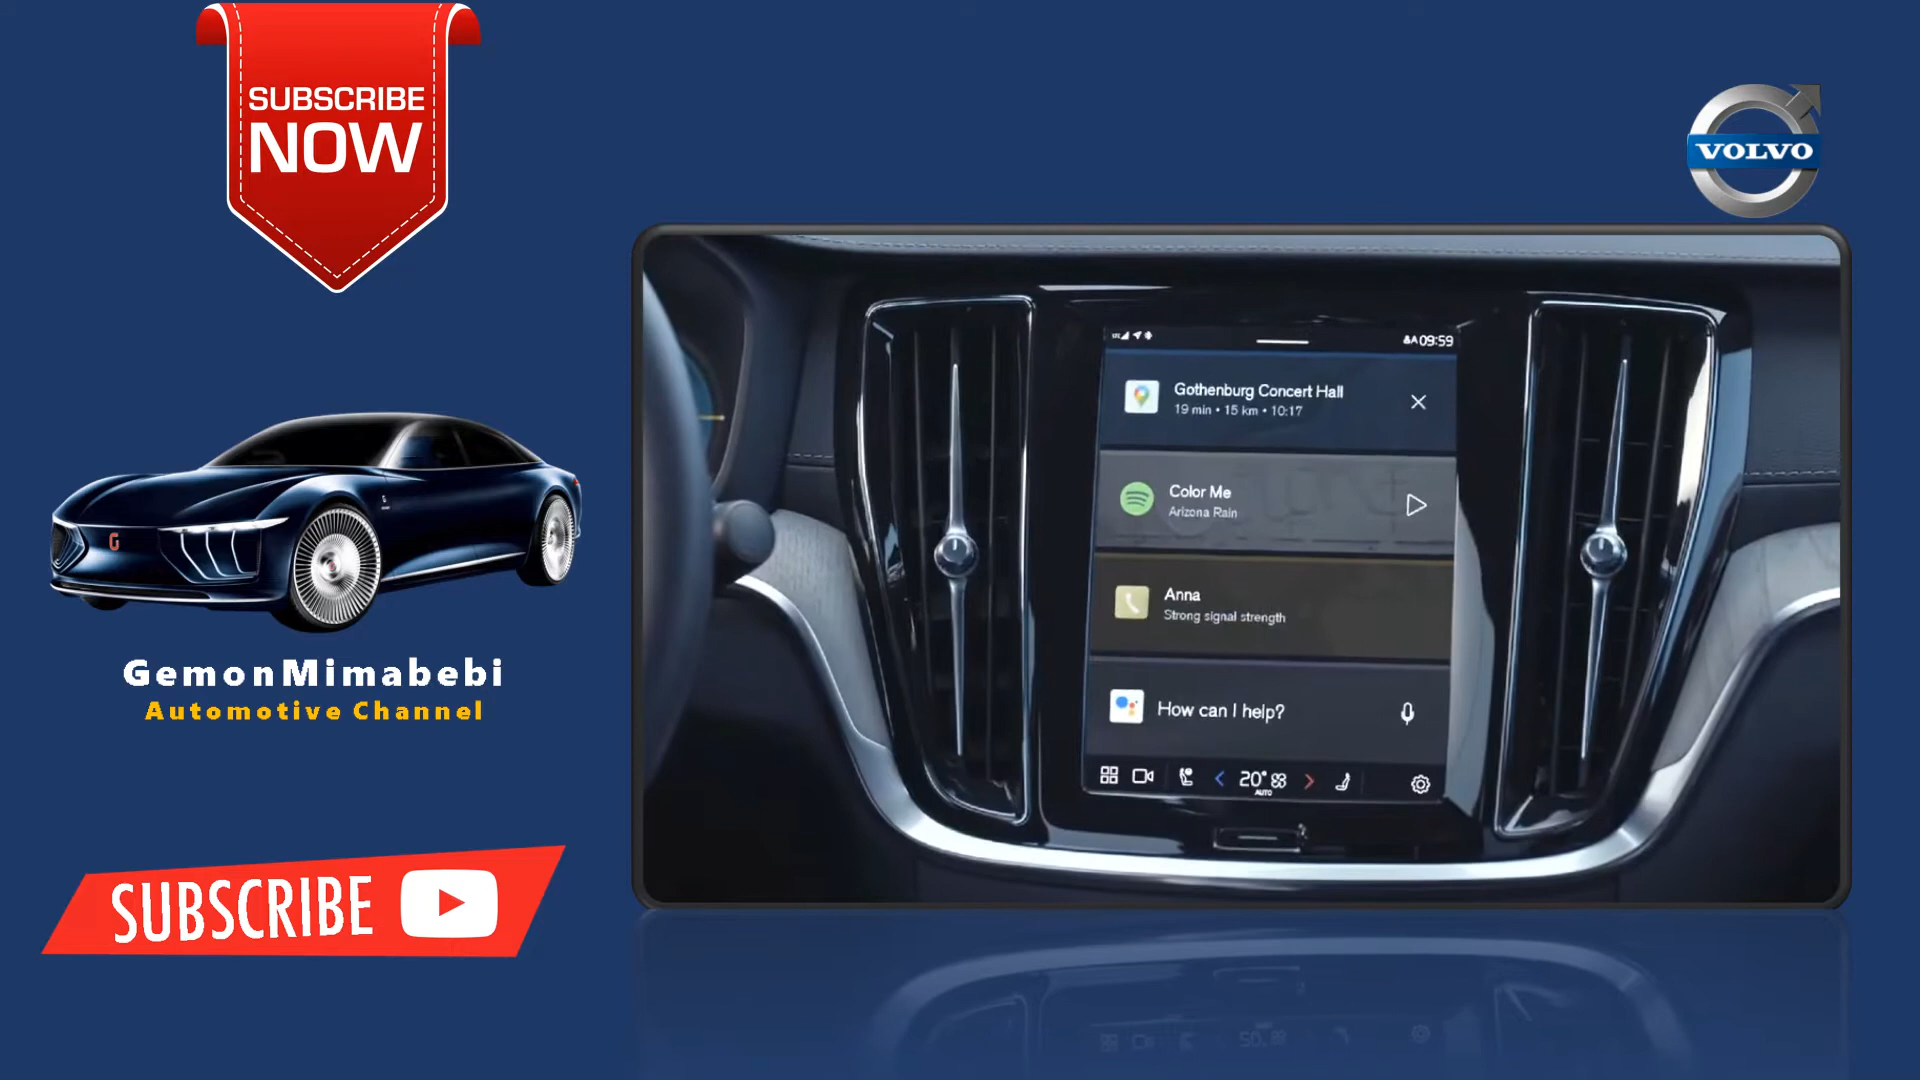 SUBSCRIBE
NOW
VOLVO
09:59
Gothenburg Concert Hall
19 min • 15 km • 10:17
Color Me
Arizona Rain
Anna
Strong signal strength
How can I help?
20°
AUTO
G
GemonMimabebi
Automotive Channel
SUBSCRIBE